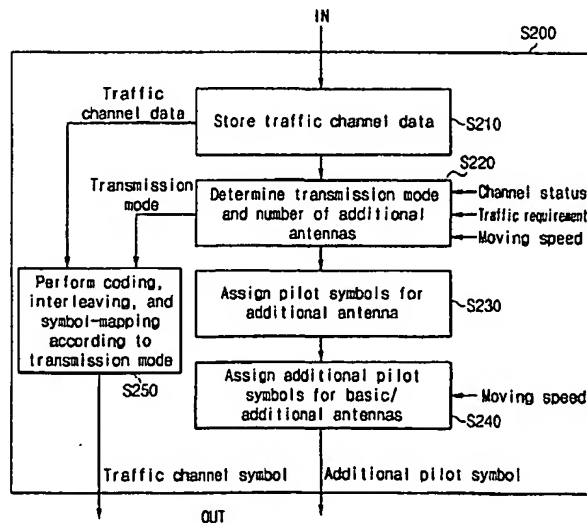 IN
S200
Traffic
channel data
Store traffic channel data
S210
S220
Transmission
mode
Determine transmission mode
and number of additional
antennas
Channel status
Traffic requirement
Moving speed
Perform coding,
interleaving, and
symbol-mapping
according to
transmission mode
S250
Assign pilot symbols for
additional antenna
S230
Assign additional pilot
symbols for basic/
additional antennas
Moving speed
S240
Traffic channel symbol
Additional pilot symbol
OUT